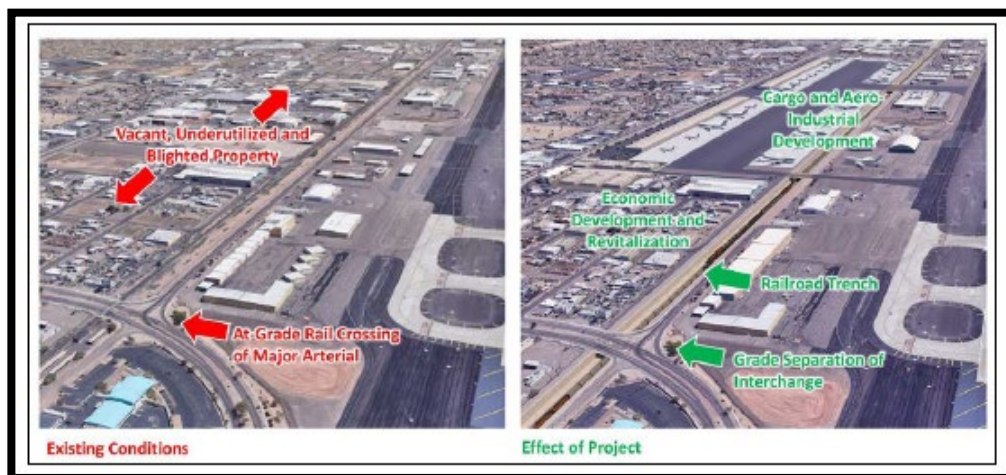 Vacant, Underutilized and
Blighted Property
At-Grade Rail Crossing
of Major Arterial
Existing Conditions
Cargo and Aero-
Industrial
Development
Economic
Development and
Revitalization
Railroad Trench
Grade Separation of
Interchange
Effect of Project